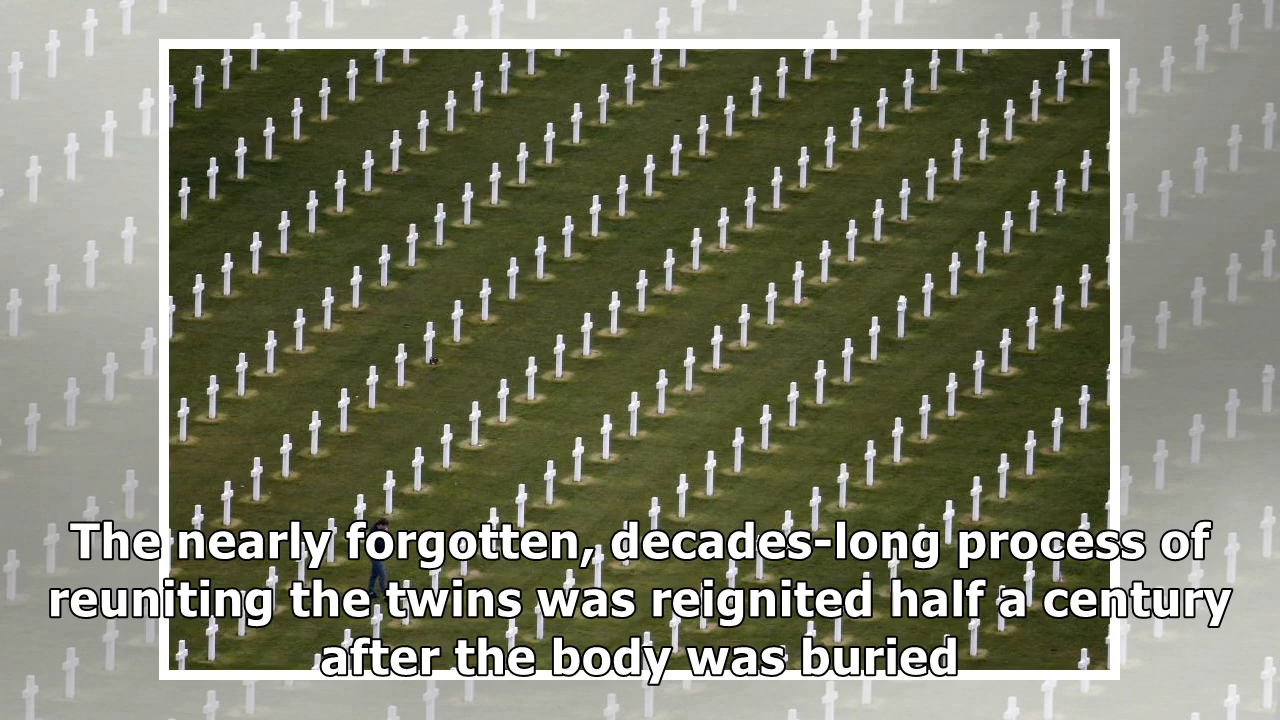 The nearly forgotten, decades-long process of
reuniting the twins was reignited half a century
after the body was buried